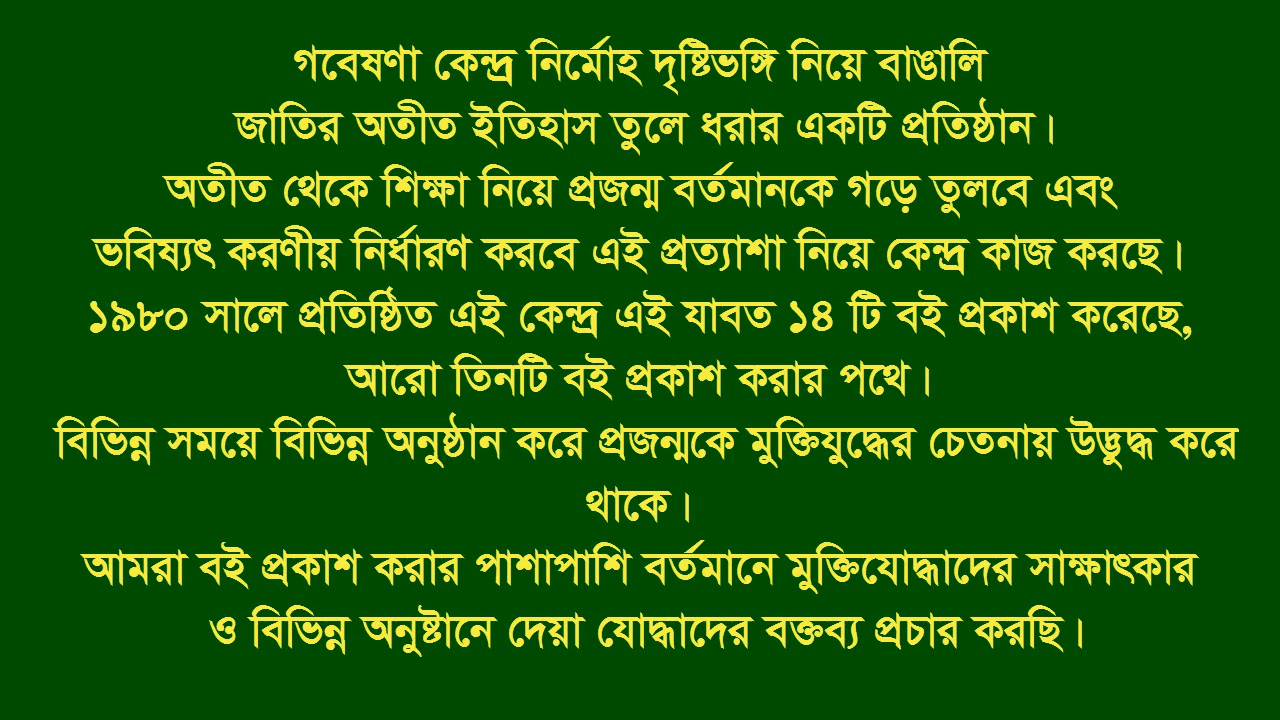 গবেষণা কেন্দ্র নির্মোহ দৃষ্টিভঙ্গি নিয়ে বাঙালি
জাতির অতীত ইতিহাস তুলে ধরার একটি প্রতিষ্ঠান।
অতীত থেকে শিক্ষা নিয়ে প্রজন্ম বর্তমানকে গড়ে তুলবে এবং
ভবিষ্যৎ করণীয় নির্ধারণ করবে এই প্রত্যাশা নিয়ে কেন্দ্র কাজ করছে।
১৯৮০ সালে প্রতিষ্ঠিত এই কেন্দ্র এই যাবত ১৪ টি বই প্রকাশ করেছে,
আরো তিনটি বই প্রকাশ করার পথে।
বিভিন্ন সময়ে বিভিন্ন অনুষ্ঠান করে প্রজন্মকে মুক্তিযুদ্ধের চেতনায় উদ্ভুদ্ধ করে
থাকে।
আমরা বই প্রকাশ করার পাশাপাশি বর্তমানে মুক্তিযোদ্ধাদের সাক্ষাৎকার
ও বিভিন্ন অনুষ্টানে দেয়া যোদ্ধাদের বক্তব্য প্রচার করছি।